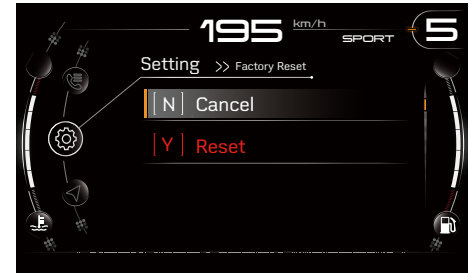 195 km/h SPORT 5
Setting >> Factory Reset
[ N ] Cancel
[ Y ] Reset